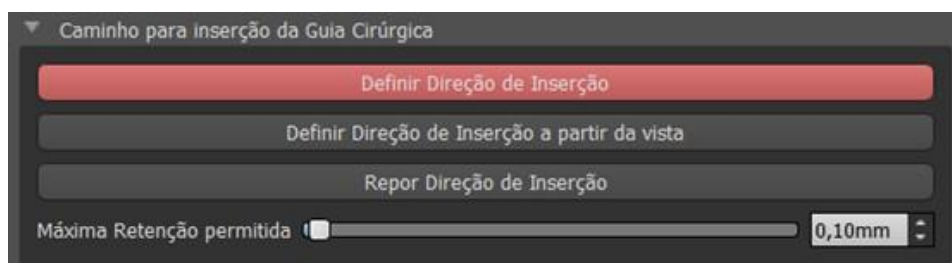 Caminho para inserção da Guia Cirúrgica
Definir Direção de Inserção
Definir Direção de Inserção a partir da vista
Repor Direção de Inserção
Máxima Retenção permitida 0,10mm